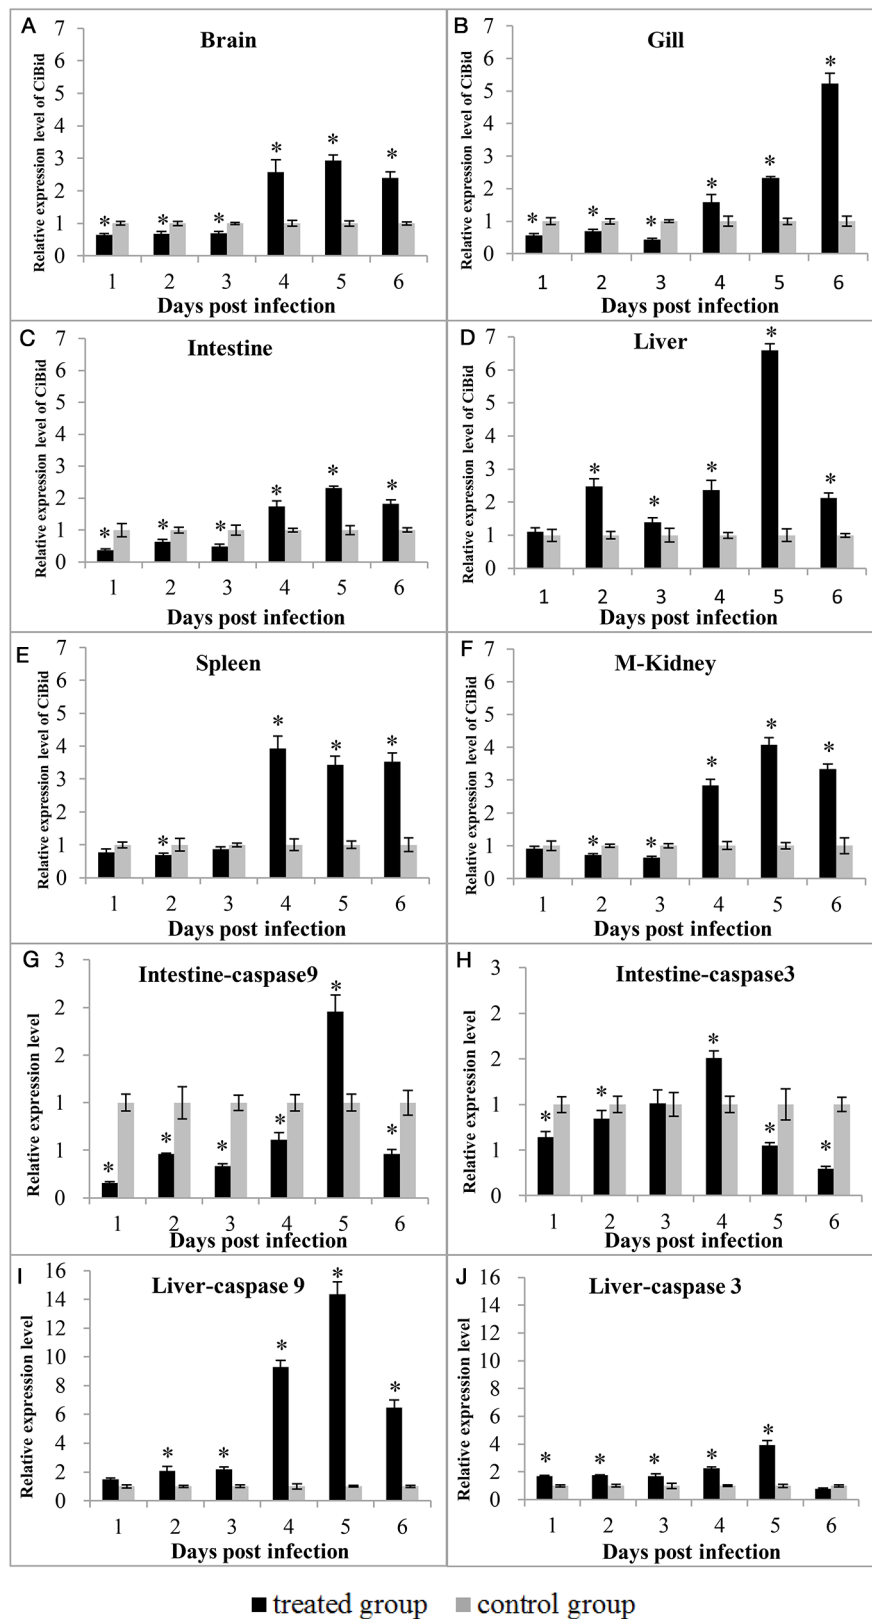 A
Brain
Relative expression level of CiBid
7
6
5
4
3
2
1
0
* * * * * *
1 2 3 4 5 6
Days post infection
B
Gill
Relative expression level of CiBid
7
6
5
4
3
2
1
0
* * * * * *
1 2 3 4 5 6
Days post infection
C
Intestine
Relative expression level of CiBid
7
6
5
4
3
2
1
0
* * * * * *
1 2 3 4 5 6
Days post infection
D
Liver
Relative expression level of CiBid
7
6
5
4
3
2
1
0
* * * * *
1 2 3 4 5 6
Days post infection
E
Spleen
Relative expression level of CiBid
7
6
5
4
3
2
1
0
* * * *
1 2 3 4 5 6
Days post infection
F
M-Kidney
Relative expression level of CiBid
7
6
5
4
3
2
1
0
* * * * *
1 2 3 4 5 6
Days post infection
G
Intestine-caspase9
Relative expression level
3
2
2
1
1
0
* * * * * *
1 2 3 4 5 6
Days post infection
H
Intestine-caspase3
Relative expression level
3
2
2
1
1
0
* * * * *
1 2 3 4 5 6
Days post infection
I
Liver-caspase 9
Relative expression level
16
14
12
10
8
6
4
2
0
* * * * *
1 2 3 4 5 6
Days post infection
J
Liver-caspase 3
Relative expression level
16
14
12
10
8
6
4
2
0
* * * * *
1 2 3 4 5 6
Days post infection
treated group control group